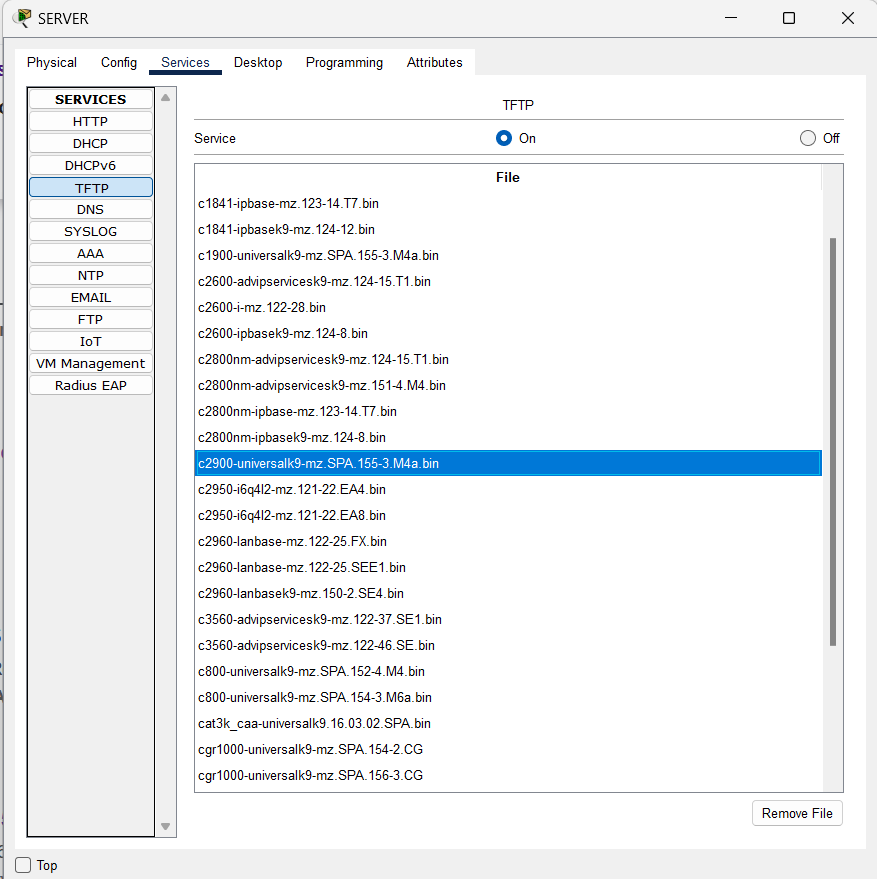 SERVER
Physical Config Services Desktop Programming Attributes
SERVICES
HTTP
DHCP
DHCPv6
TFTP
DNS
SYSLOG
AAA
NTP
EMAIL
FTP
IoT
VM Management
Radius EAP
TFTP
Service On Off
File
c1841-ipbase-mz.123-14.T7.bin
c1841-ipbasek9-mz.124-12.bin
c1900-universalk9-mz.SPA.155-3.M4a.bin
c2600-advipservicesk9-mz.124-15.T1.bin
c2600-i-mz.122-28.bin
c2600-ipbasek9-mz.124-8.bin
c2800nm-advipservicesk9-mz.124-15.T1.bin
c2800nm-advipservicesk9-mz.151-4.M4.bin
c2800nm-ipbase-mz.123-14.T7.bin
c2800nm-ipbasek9-mz.124-8.bin
c2900-universalk9-mz.SPA.155-3.M4a.bin
c2950-i6q4l2-mz.121-22.EA4.bin
c2950-i6q4l2-mz.121-22.EA8.bin
c2960-lanbase-mz.122-25.FX.bin
c2960-lanbase-mz.122-25.SEE1.bin
c2960-lanbasek9-mz.150-2.SE4.bin
c3560-advipservicesk9-mz.122-37.SE1.bin
c3560-advipservicesk9-mz.122-46.SE.bin
c800-universalk9-mz.SPA.152-4.M4.bin
c800-universalk9-mz.SPA.154-3.M6a.bin
cat3k_caa-universalk9.16.03.02.SPA.bin
cgr1000-universalk9-mz.SPA.154-2.CG
cgr1000-universalk9-mz.SPA.156-3.CG
Remove File
Top